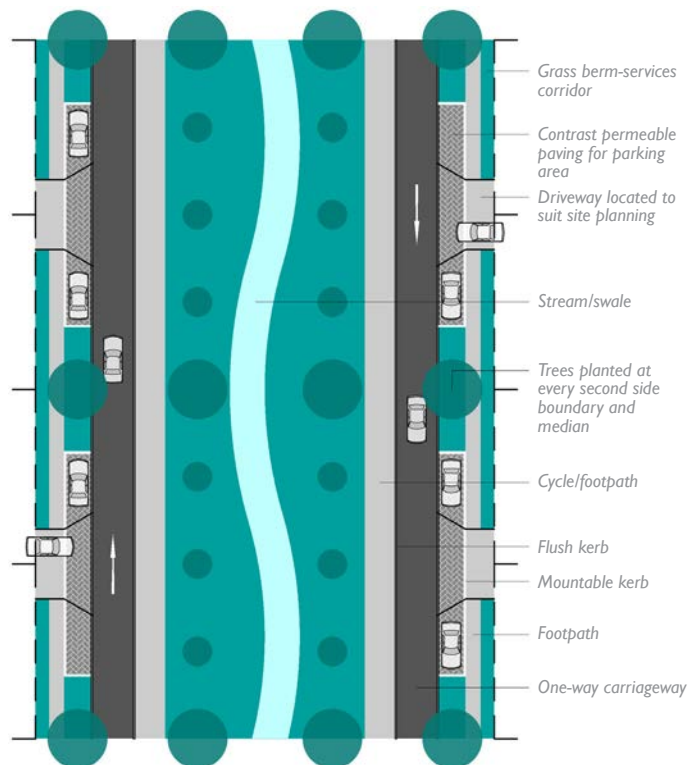 Grass berm-services
corridor
Contrast permeable
paving for parking
area
Driveway located to
suit site planning
Stream/swale
Trees planted at
every second side
boundary and
median
Cycle/footpath
Flush kerb
Mountable kerb
Footpath
One-way carriageway